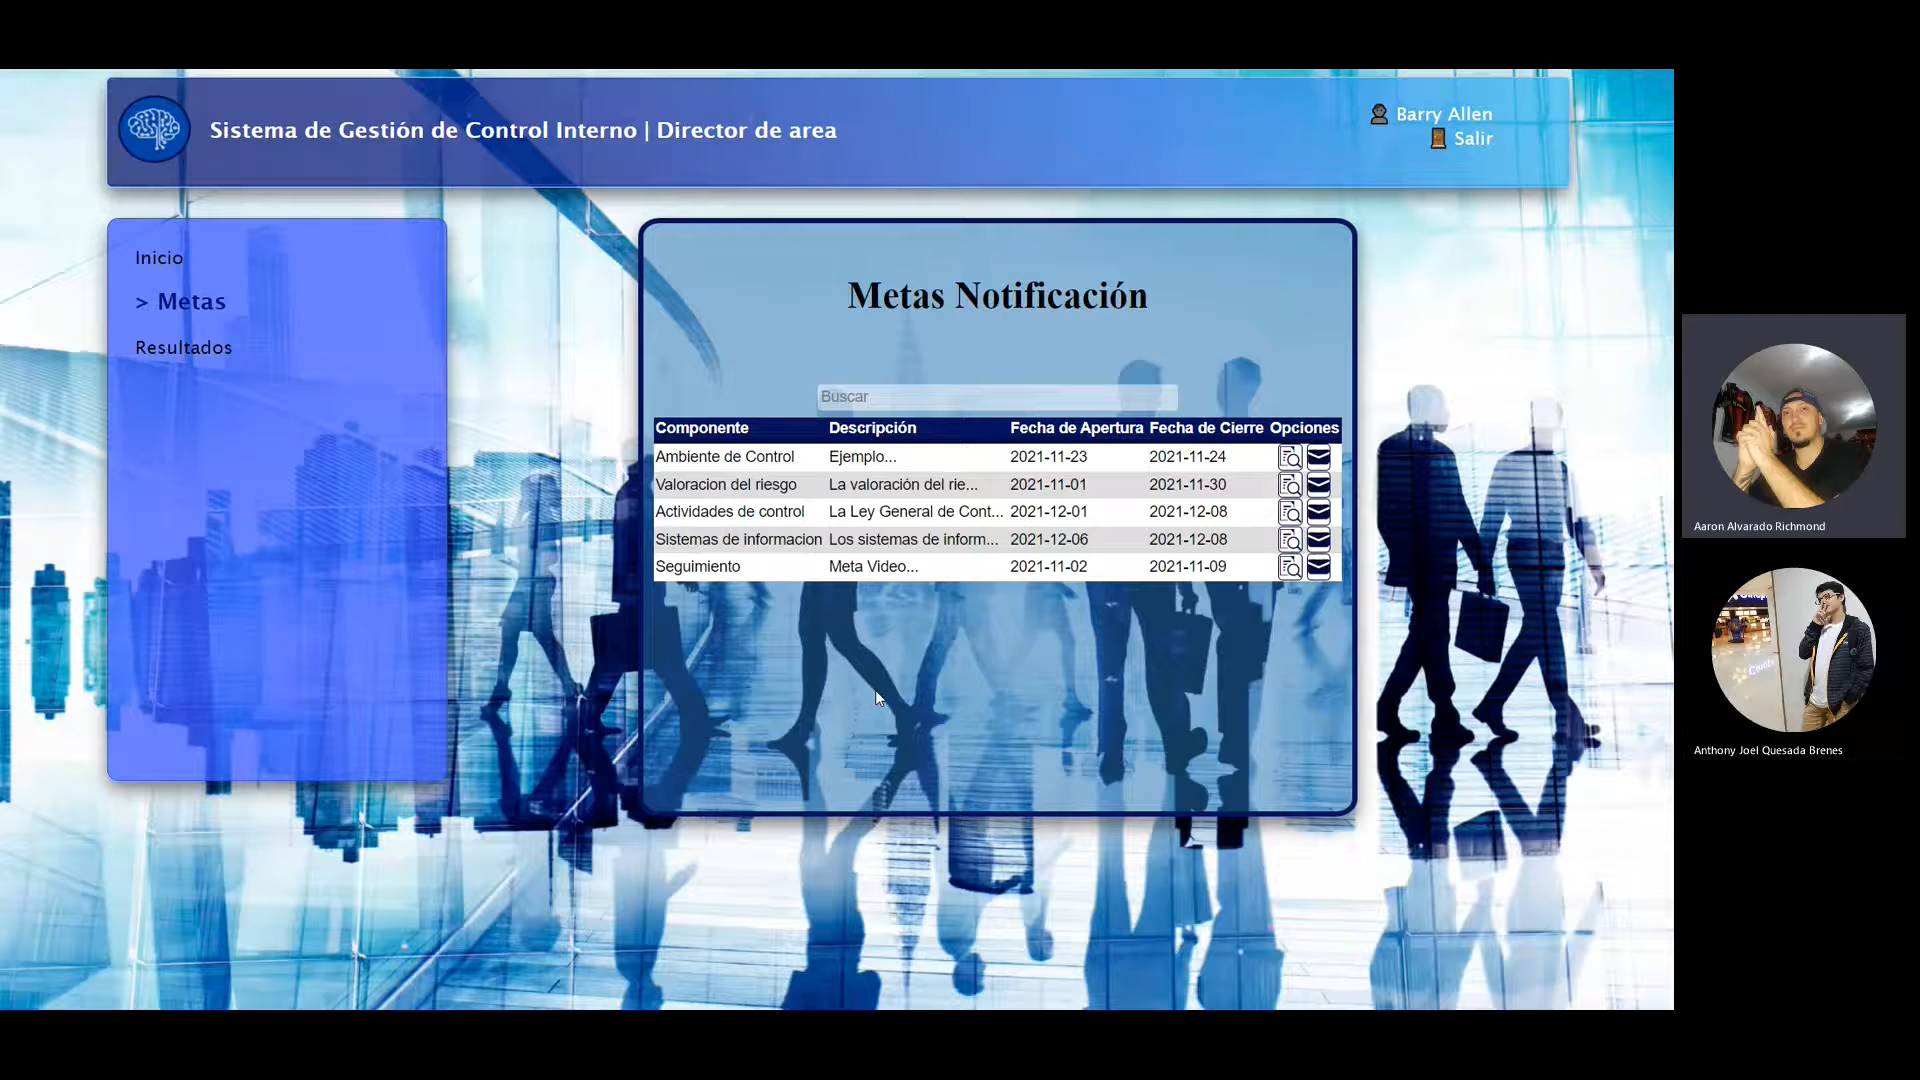 Sistema de Gestión de Control Interno | Director de area
Barry Allen
Salir
Inicio
> Metas
Resultados
Metas Notificación
Buscar
Componente Descripción Fecha de Apertura Fecha de Cierre Opciones
Ambiente de Control Ejemplo... 2021-11-23 2021-11-24
Valoracion del riesgo La valoración del rie... 2021-11-01 2021-11-30
Actividades de control La Ley General de Cont... 2021-12-01 2021-12-08
Sistemas de informacion Los sistemas de inform... 2021-12-06 2021-12-08
Seguimiento Meta Video... 2021-11-02 2021-11-09
Aaron Alvarado Richmond
Anthony Joel Quesada Brenes